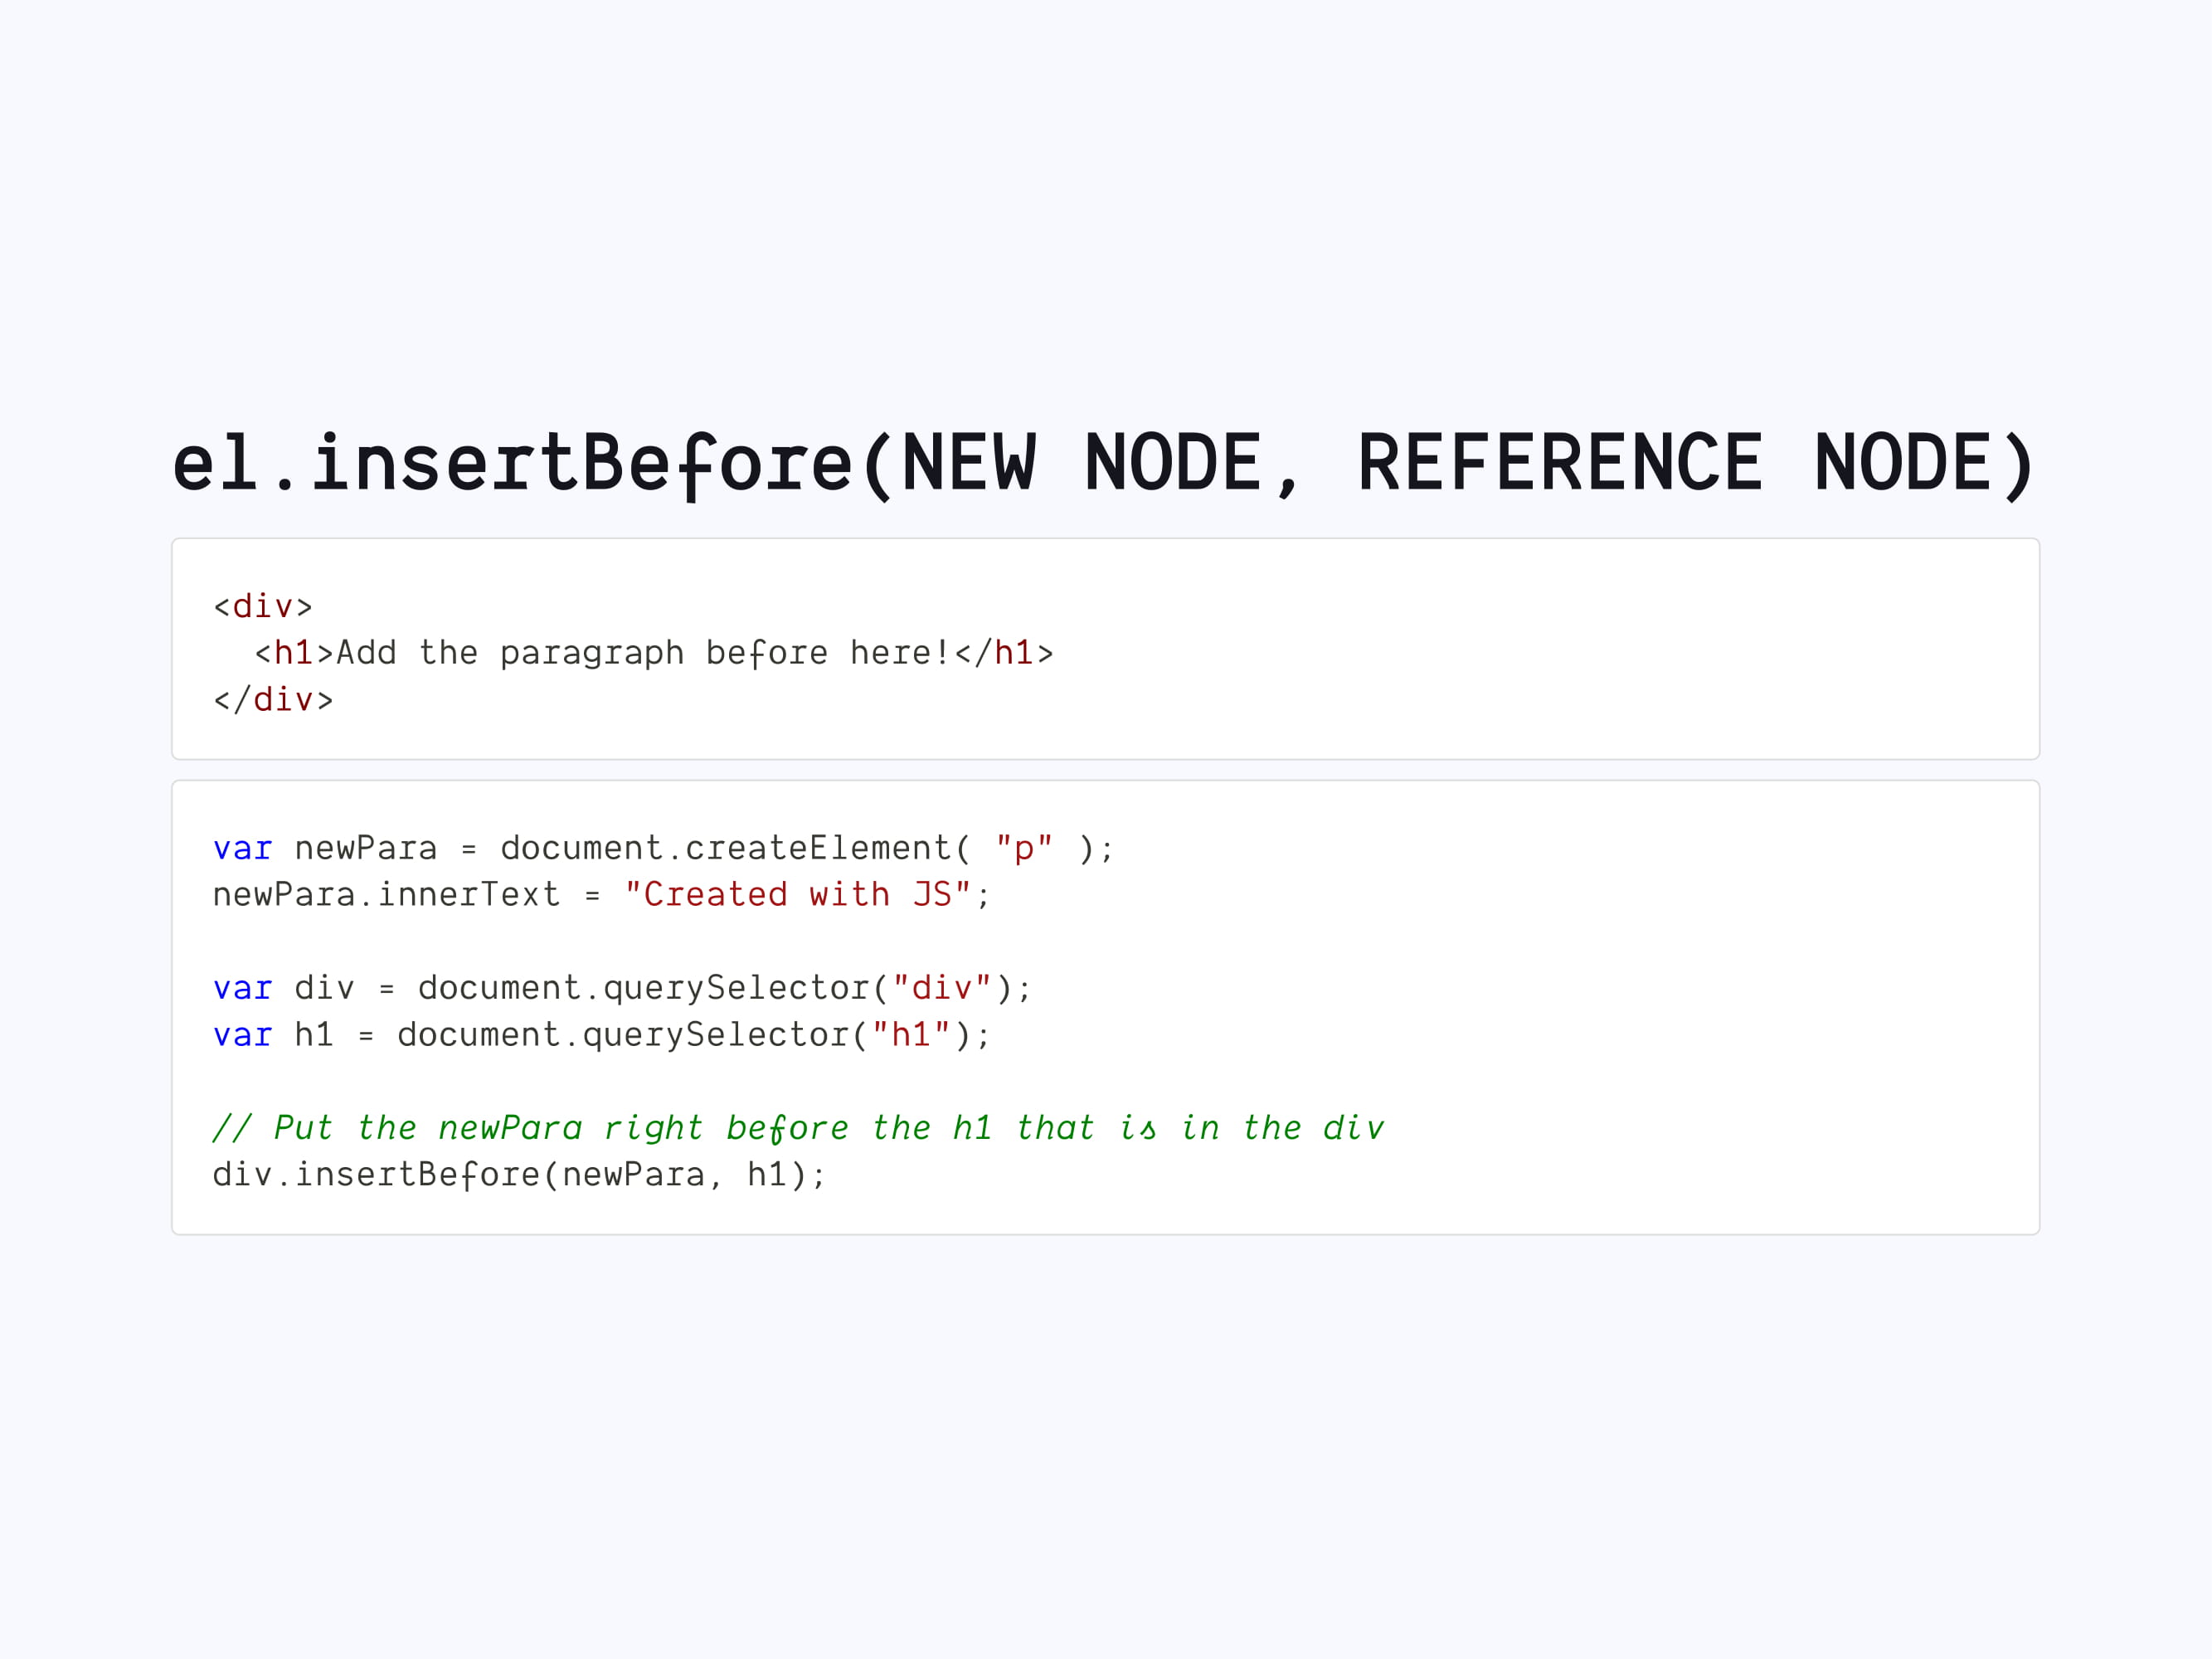 el.insertBefore(NEW NODE, REFERENCE NODE)
<div>
  <h1>Add the paragraph before here!</h1>
</div>
var newPara = document.createElement( "p" );
newPara.innerText = "Created with JS";
var div = document.querySelector("div");
var h1 = document.querySelector("h1");
// Put the newPara right before the h1 that is in the div
div.insertBefore(newPara, h1);